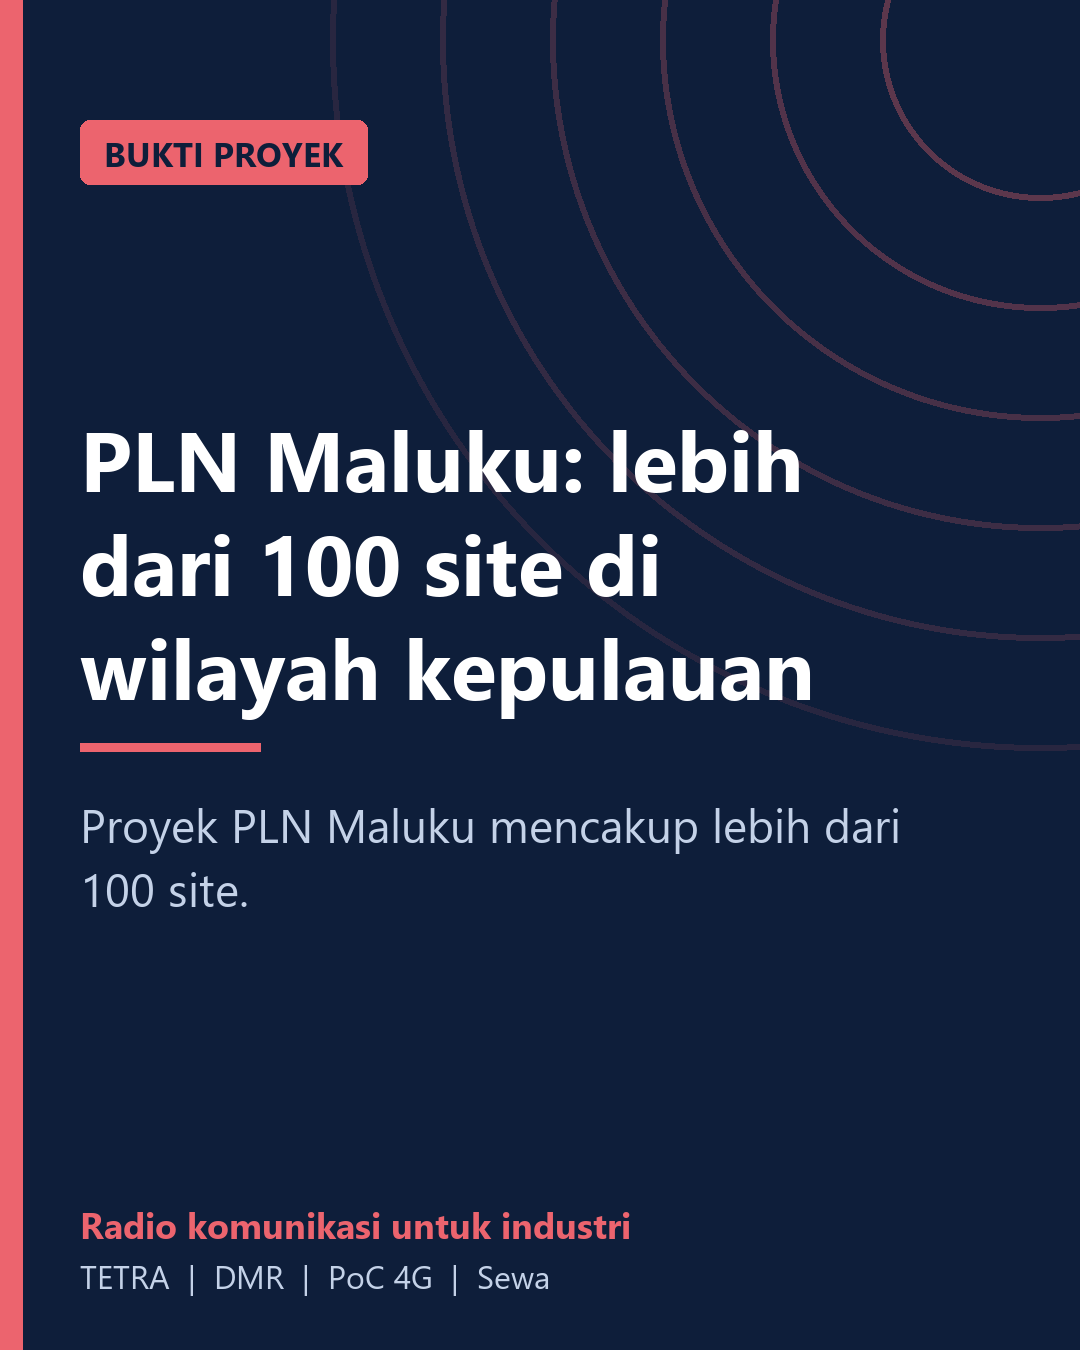 BUKTI PROYEK
PLN Maluku: lebih
dari 100 site di
wilayah kepulauan
Proyek PLN Maluku mencakup lebih dari
100 site.
Radio komunikasi untuk industri
TETRA | DMR | PoC 4G | Sewa